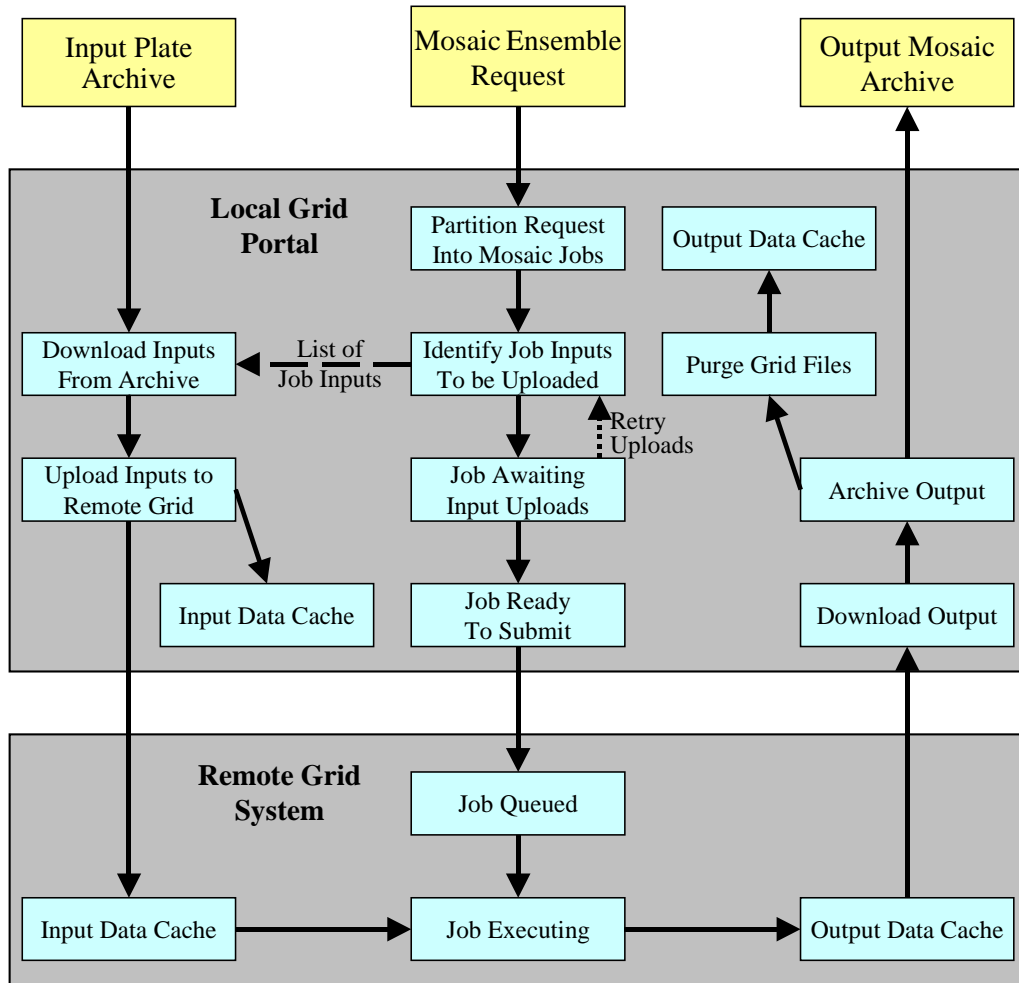 Input Plate
Archive
Mosaic Ensemble
Request
Output Mosaic
Archive
Local Grid
Portal
Partition Request
Into Mosaic Jobs
Output Data Cache
Download Inputs
From Archive
List of
Job Inputs
Identify Job Inputs
To be Uploaded
Purge Grid Files
Retry
Uploads
Upload Inputs to
Remote Grid
Job Awaiting
Input Uploads
Archive Output
Input Data Cache
Job Ready
To Submit
Download Output
Remote Grid
System
Job Queued
Input Data Cache
Job Executing
Output Data Cache